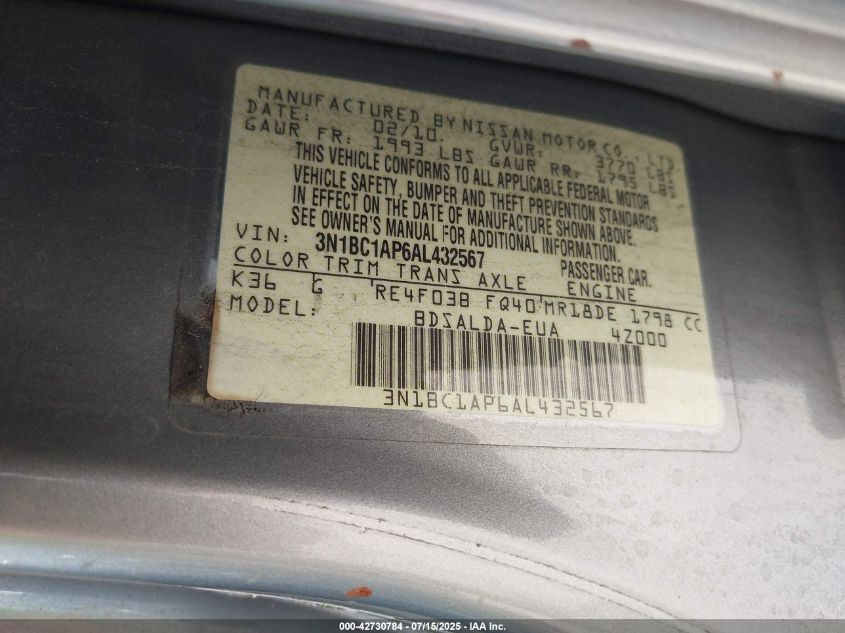 MANUFACTURED BY NISSAN MOTOR CO., LTD.
DATE: 02/10. GVWR: 3770 LBS
GAWR FR: 1993 LBS GAWR RR: 1795 LBS
THIS VEHICLE CONFORMS TO ALL APPLICABLE FEDERAL MOTOR
VEHICLE SAFETY, BUMPER AND THEFT PREVENTION STANDARDS
IN EFFECT ON THE DATE OF MANUFACTURE SHOWN ABOVE.
SEE OWNER'S MANUAL FOR ADDITIONAL INFORMATION.
VIN: 3N1BC1AP6AL432567 PASSENGER CAR.
COLOR TRIM TRANS AXLE ENGINE
K36 G RE4F03B FQ40 MR18DE 1798 CC
MODEL: BDSALDA-EUA 4Z000
3N1BC1AP6AL432567
000-42730784 - 07/15/2025 - IAA Inc.